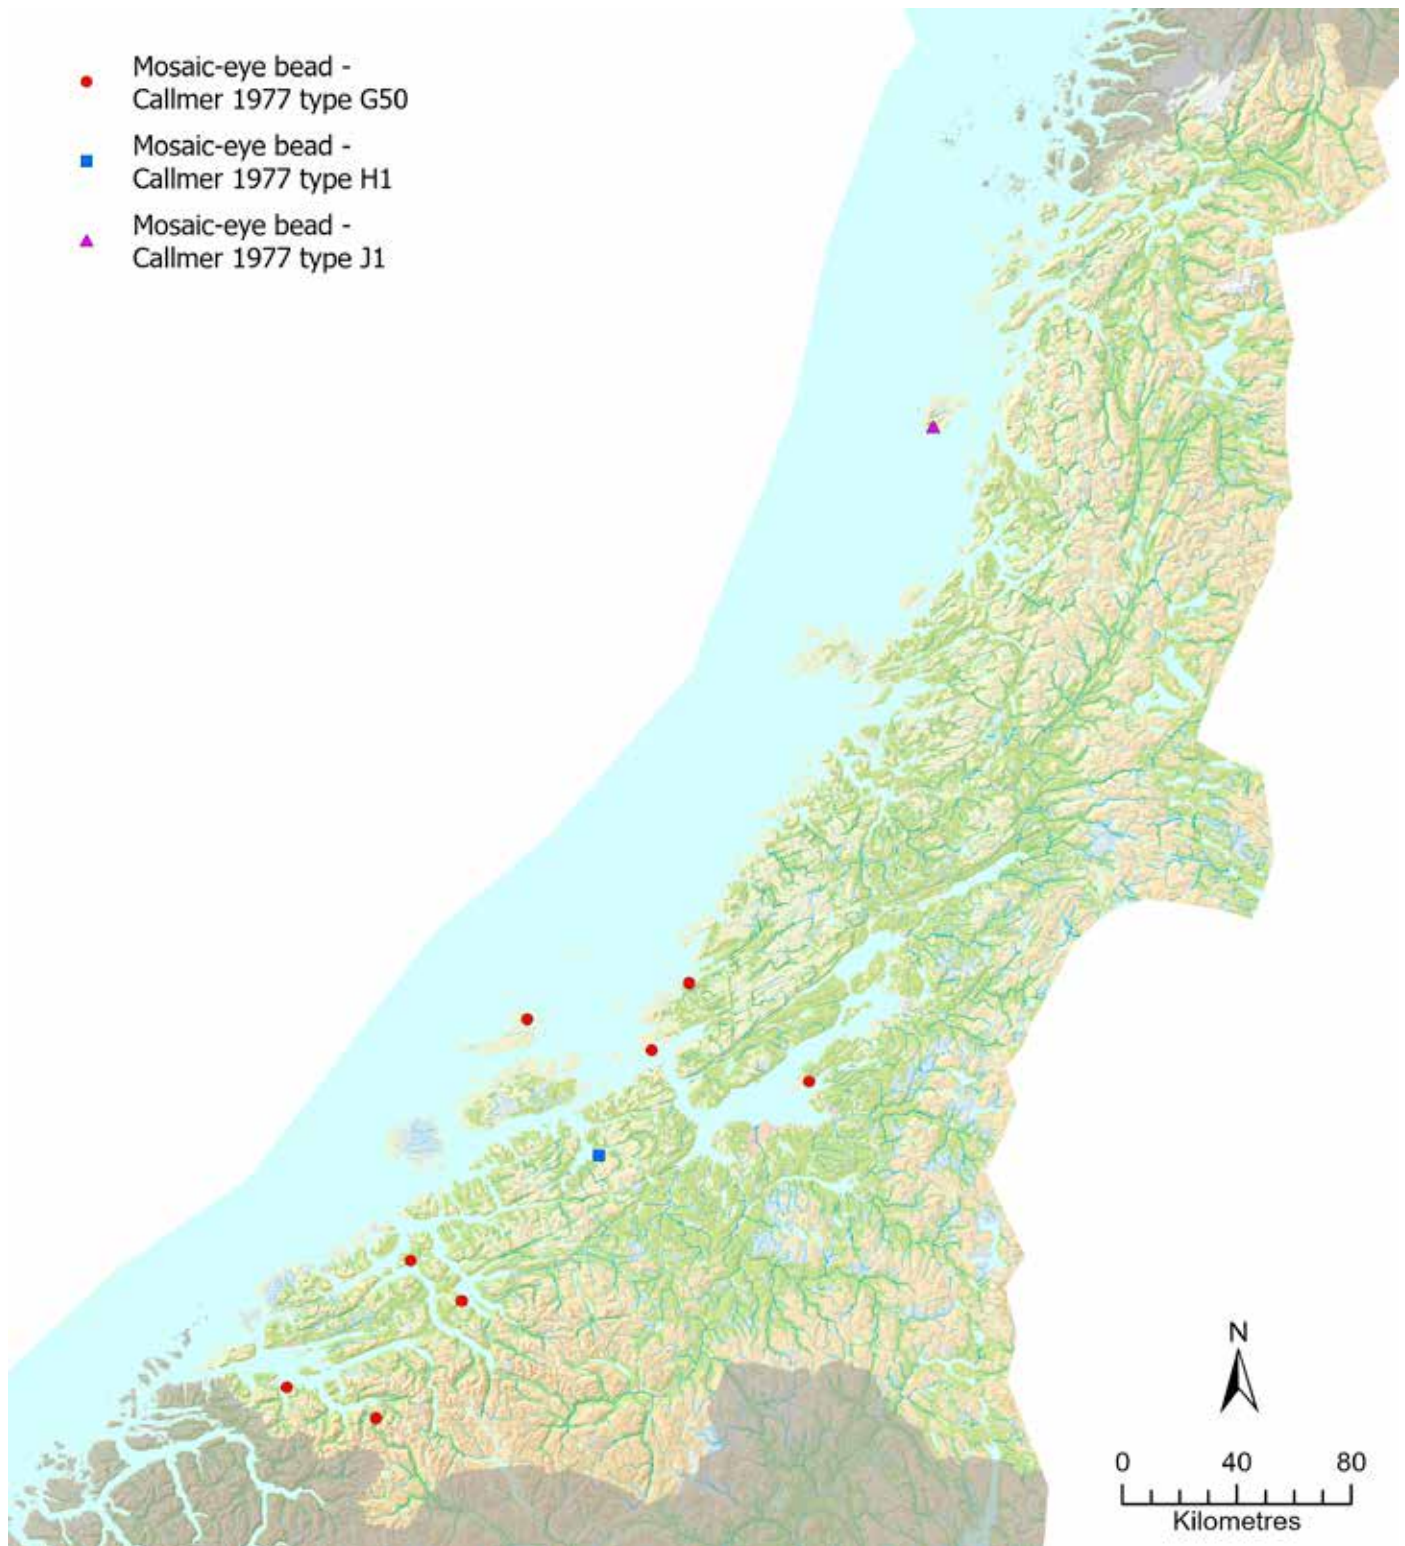 Mosaic-eye bead -
Callmer 1977 type G50
Mosaic-eye bead -
Callmer 1977 type H1
Mosaic-eye bead -
Callmer 1977 type J1
N
0 40 80
Kilometres